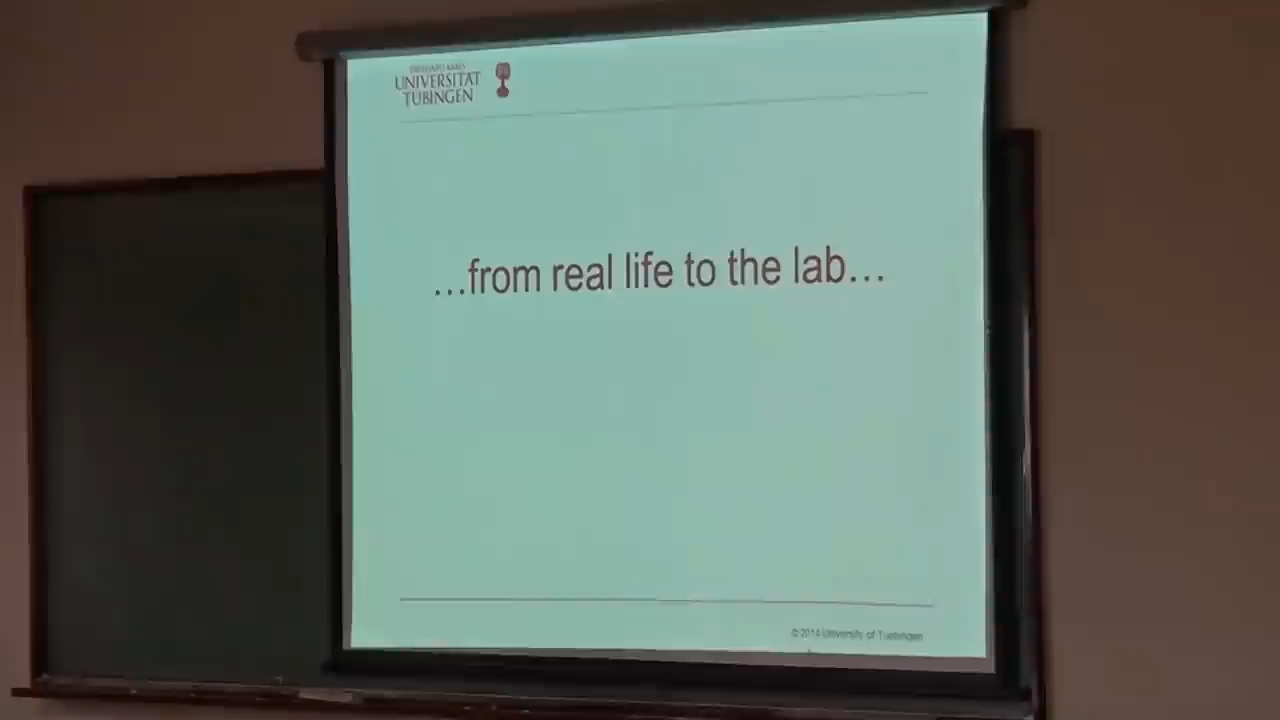 EBERHARD KARLS
UNIVERSITÄT
TÜBINGEN
...from real life to the lab...
© 2014 University of Tuebingen